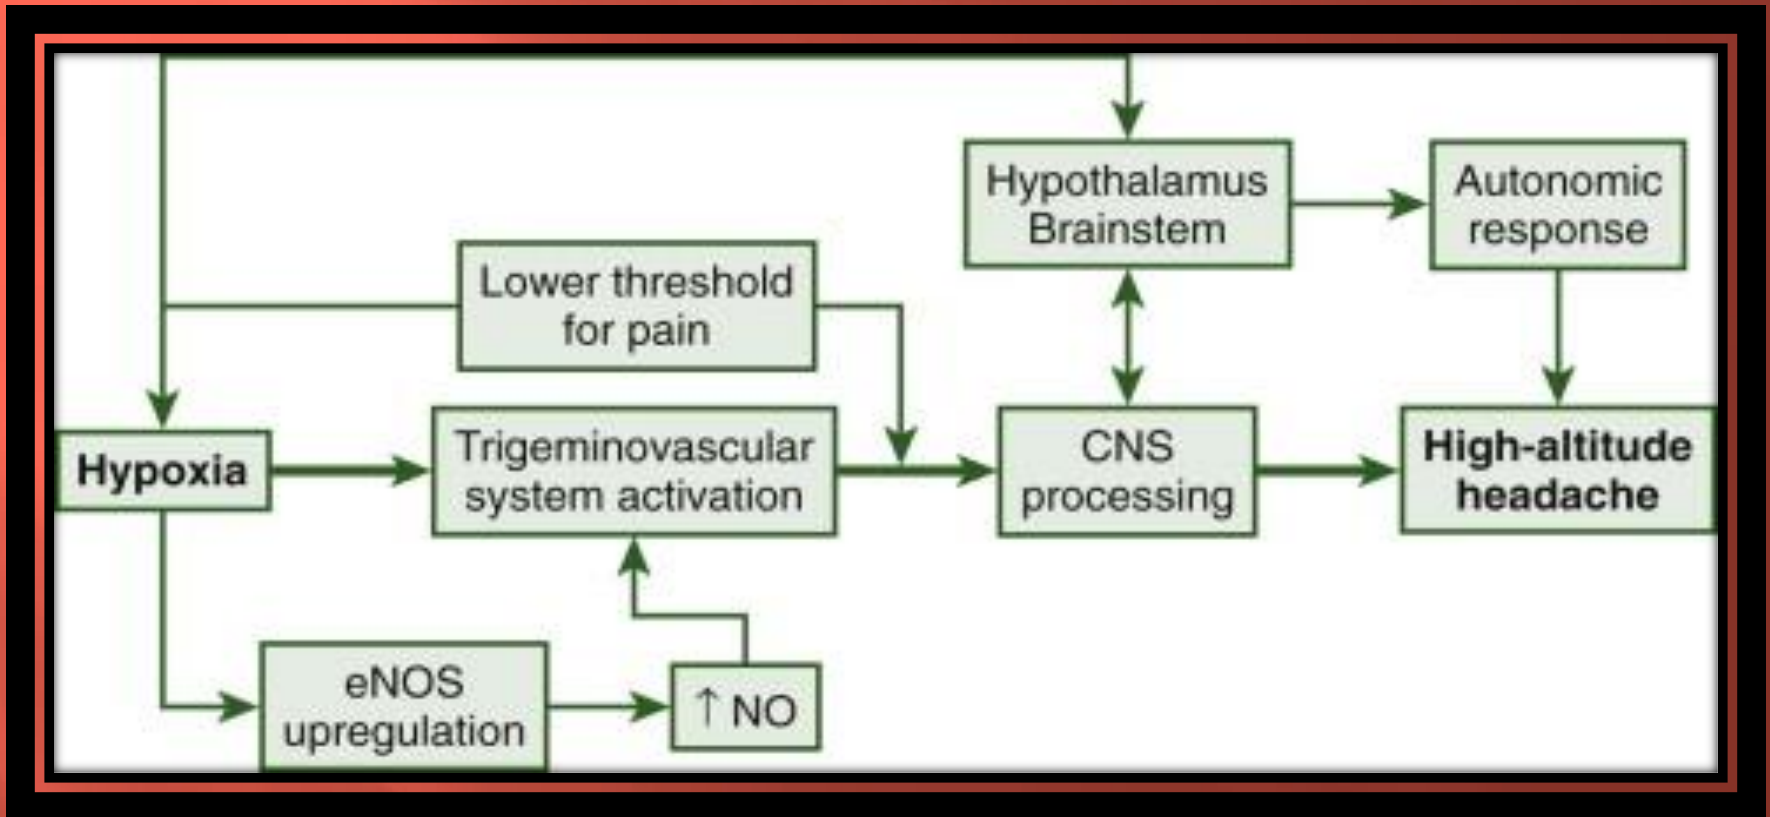 Hypothalamus
Brainstem
Autonomic
response
Lower threshold
for pain
Hypoxia
Trigeminovascular
system activation
CNS
processing
High-altitude
headache
eNOS
upregulation
↑ NO